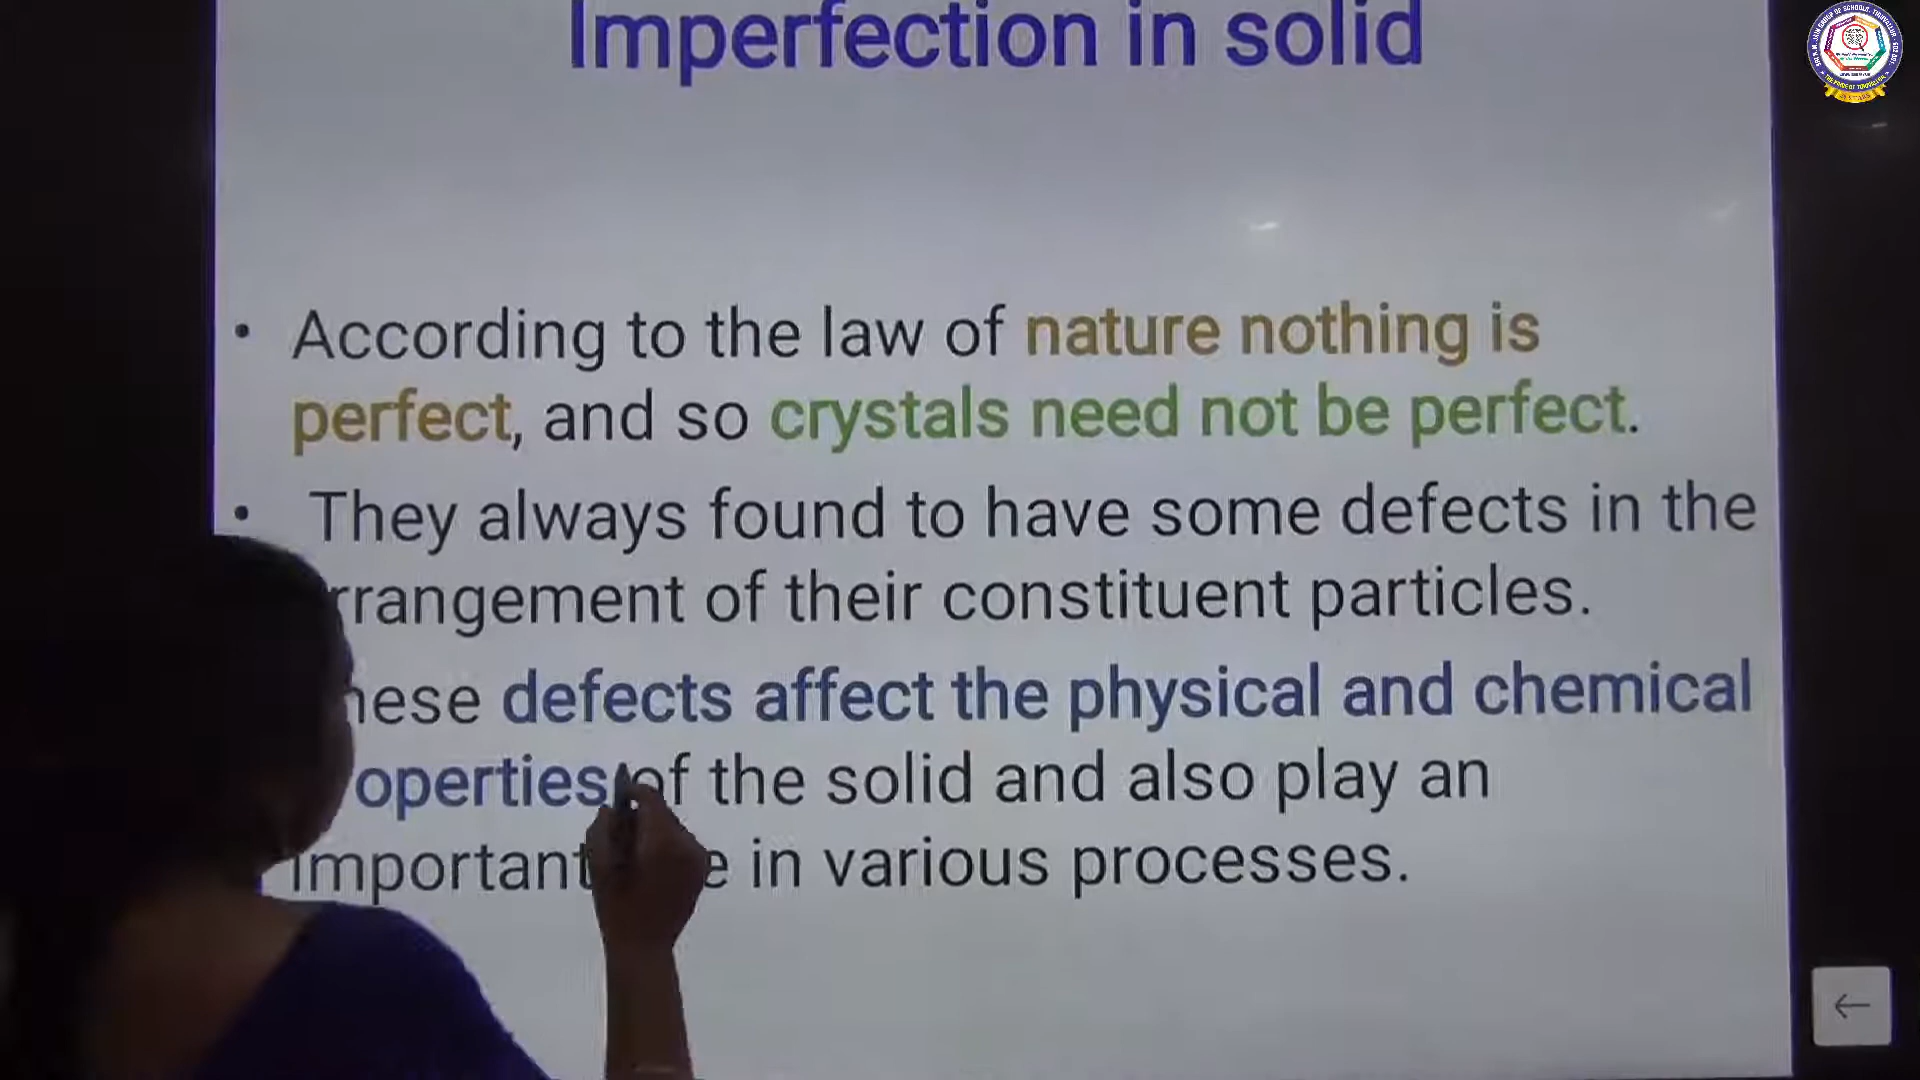 Imperfection in solid
• According to the law of nature nothing is
perfect, and so crystals need not be perfect.
• They always found to have some defects in the
rrangement of their constituent particles.
hese defects affect the physical and chemical
operties of the solid and also play an
important e in various processes.